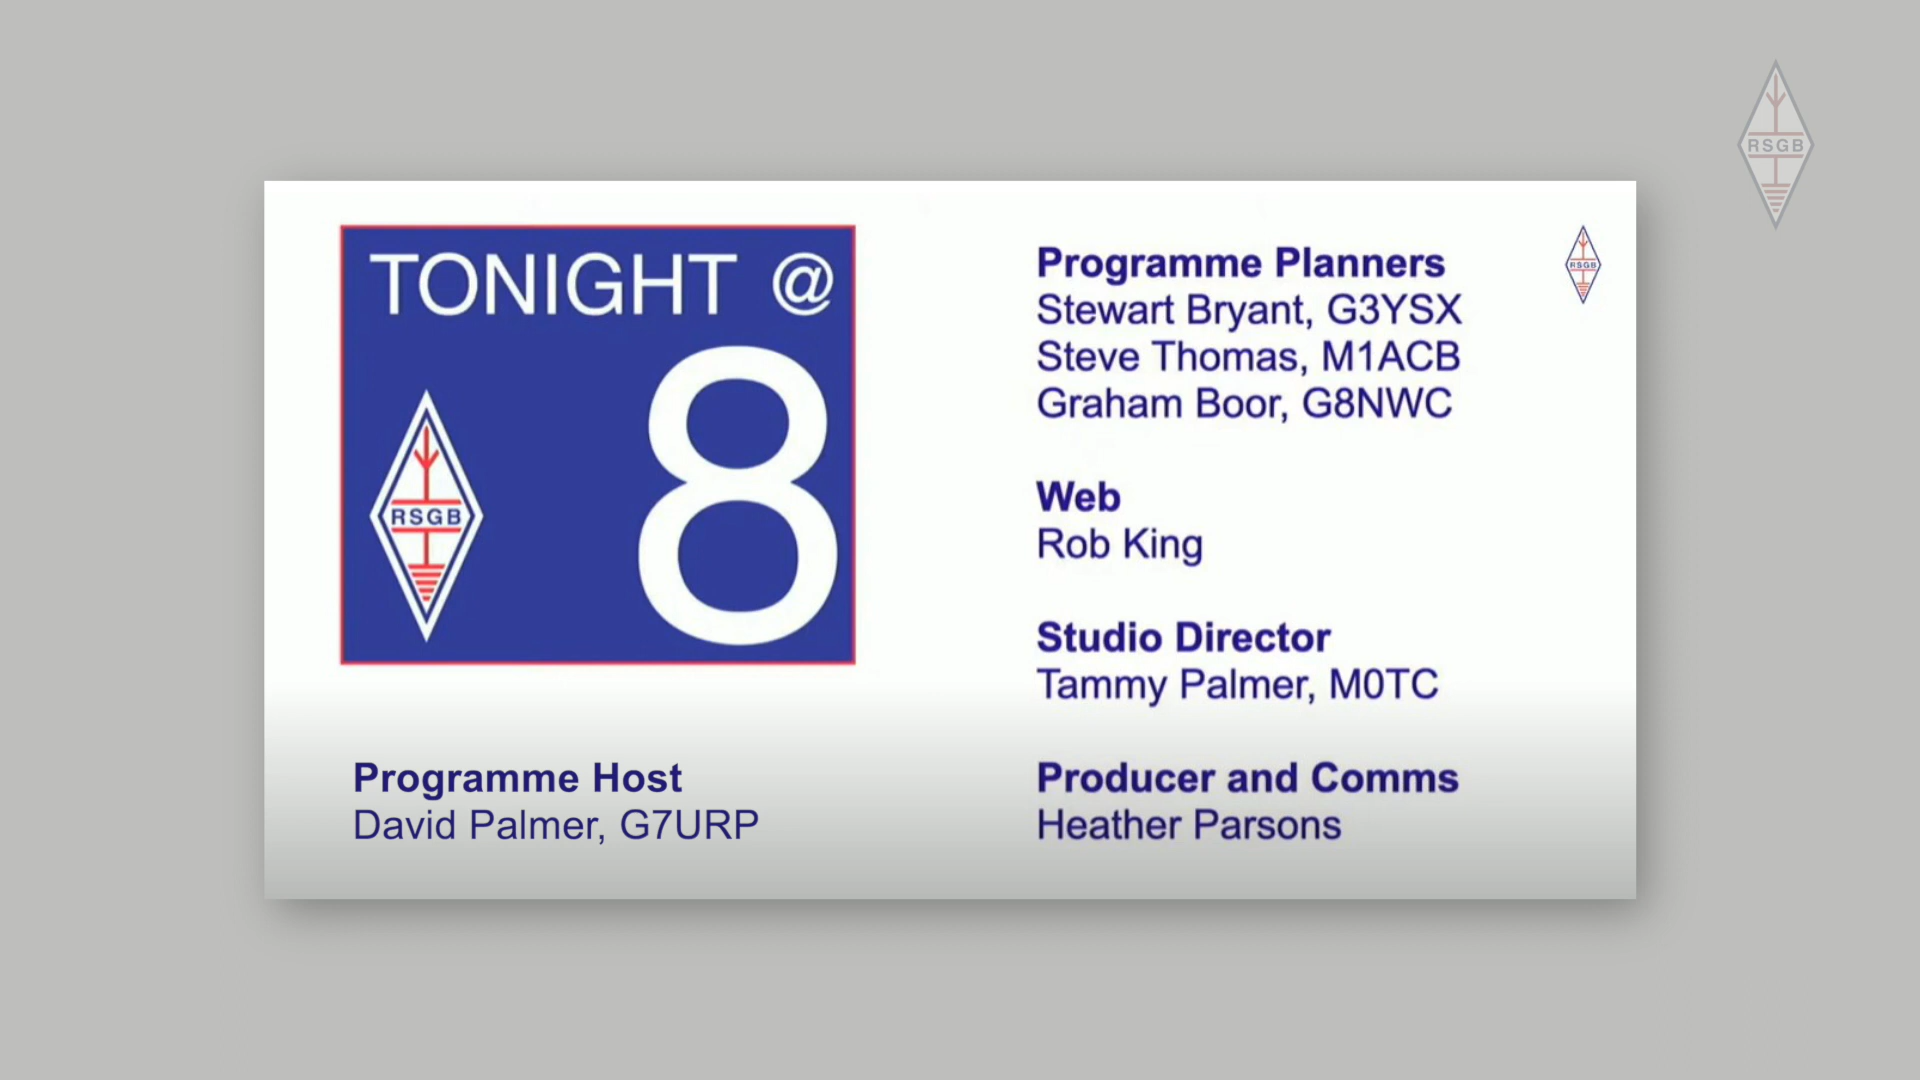 TONIGHT @
8
RSGB
Programme Host
David Palmer, G7URP
Programme Planners
Stewart Bryant, G3YSX
Steve Thomas, M1ACB
Graham Boor, G8NWC
Web
Rob King
Studio Director
Tammy Palmer, M0TC
Producer and Comms
Heather Parsons
RSGB
RSGB